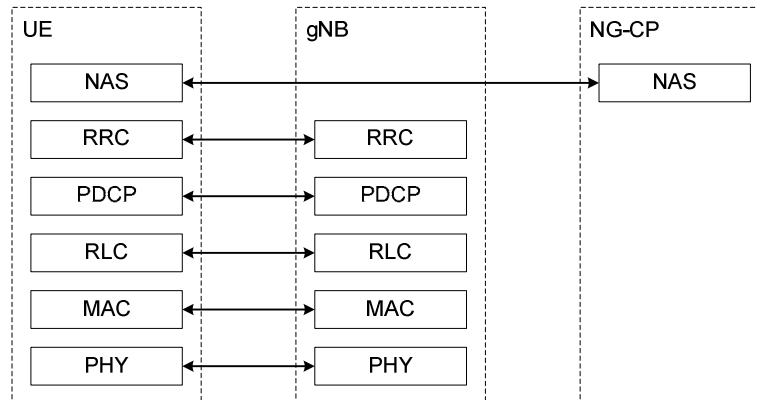 UE gNB NG-CP
NAS NAS
RRC RRC
PDCP PDCP
RLC RLC
MAC MAC
PHY PHY